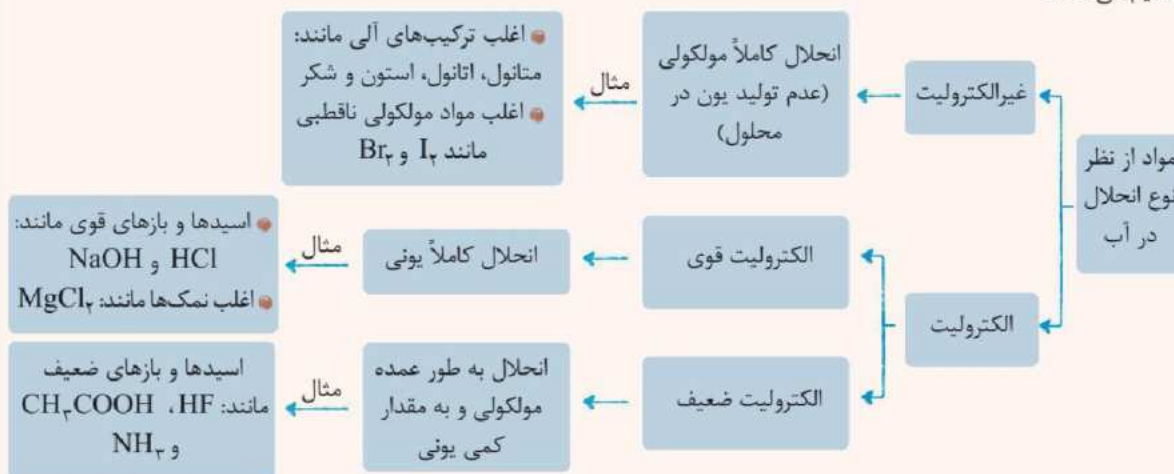 مواد از نظر
نوع انحلال
در آب
غیرالکترولیت
انحلال کاملاً مولکولی
(عدم تولید یون در
محلول)
مثال
اغلب ترکیب‌های آلی مانند:
متانول، اتانول، استون و شکر
اغلب مواد مولکولی ناقطبی
مانند I۲ و Br۲
الکترولیت
الکترولیت قوی
انحلال کاملاً یونی
مثال
اسیدها و بازهای قوی مانند:
HCl و NaOH
اغلب نمک‌ها مانند: MgCl۲
الکترولیت ضعیف
انحلال به طور عمده
مولکولی و به مقدار
کمی یونی
مثال
اسیدها و بازهای ضعیف
مانند: HF، CH۳COOH
و NH۳